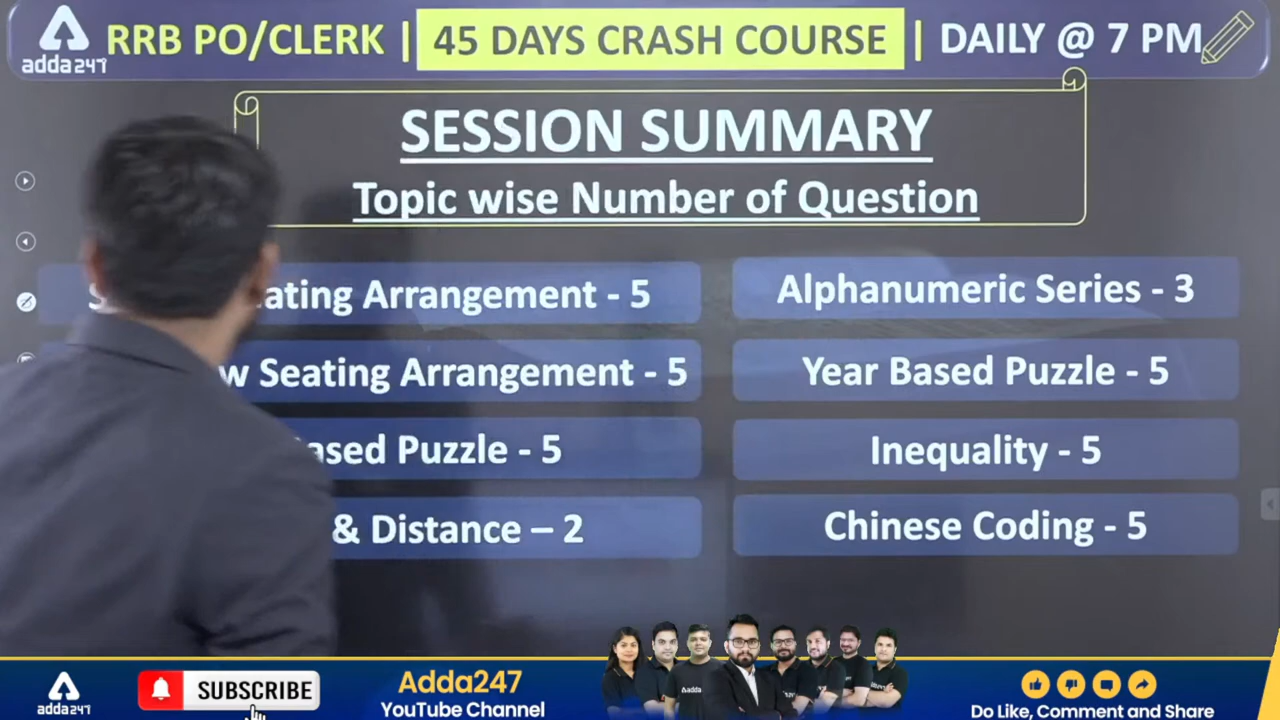 adda247
RRB PO/CLERK | 45 DAYS CRASH COURSE | DAILY @ 7 PM
SESSION SUMMARY
Topic wise Number of Question
Arrangement - 5
Alphanumeric Series - 3
Seating Arrangement - 5
Year Based Puzzle - 5
Puzzle - 5
Inequality - 5
& Distance – 2
Chinese Coding - 5
adda247
SUBSCRIBE
Adda247
YouTube Channel
Do Like, Comment and Share